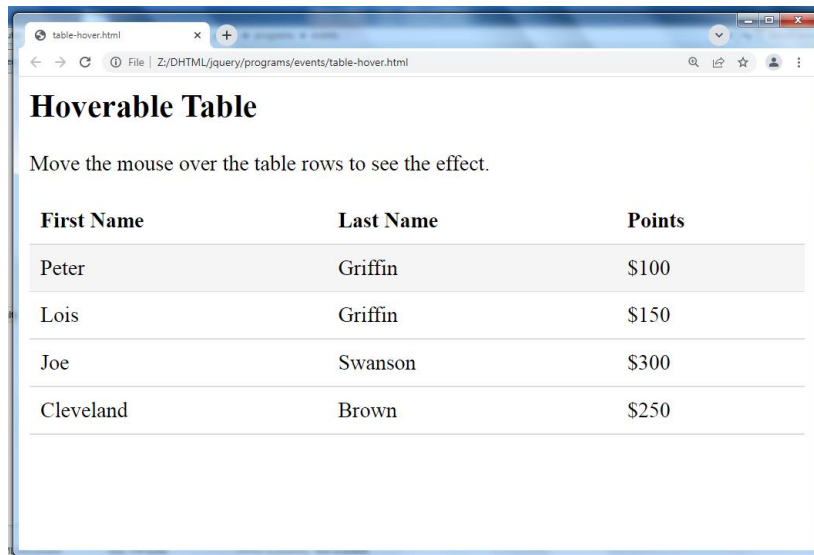 table-hover.html
File | Z:/DHTML/jquery/programs/events/table-hover.html
Hoverable Table
Move the mouse over the table rows to see the effect.
First Name Last Name Points
Peter Griffin $100
Lois Griffin $150
Joe Swanson $300
Cleveland Brown $250